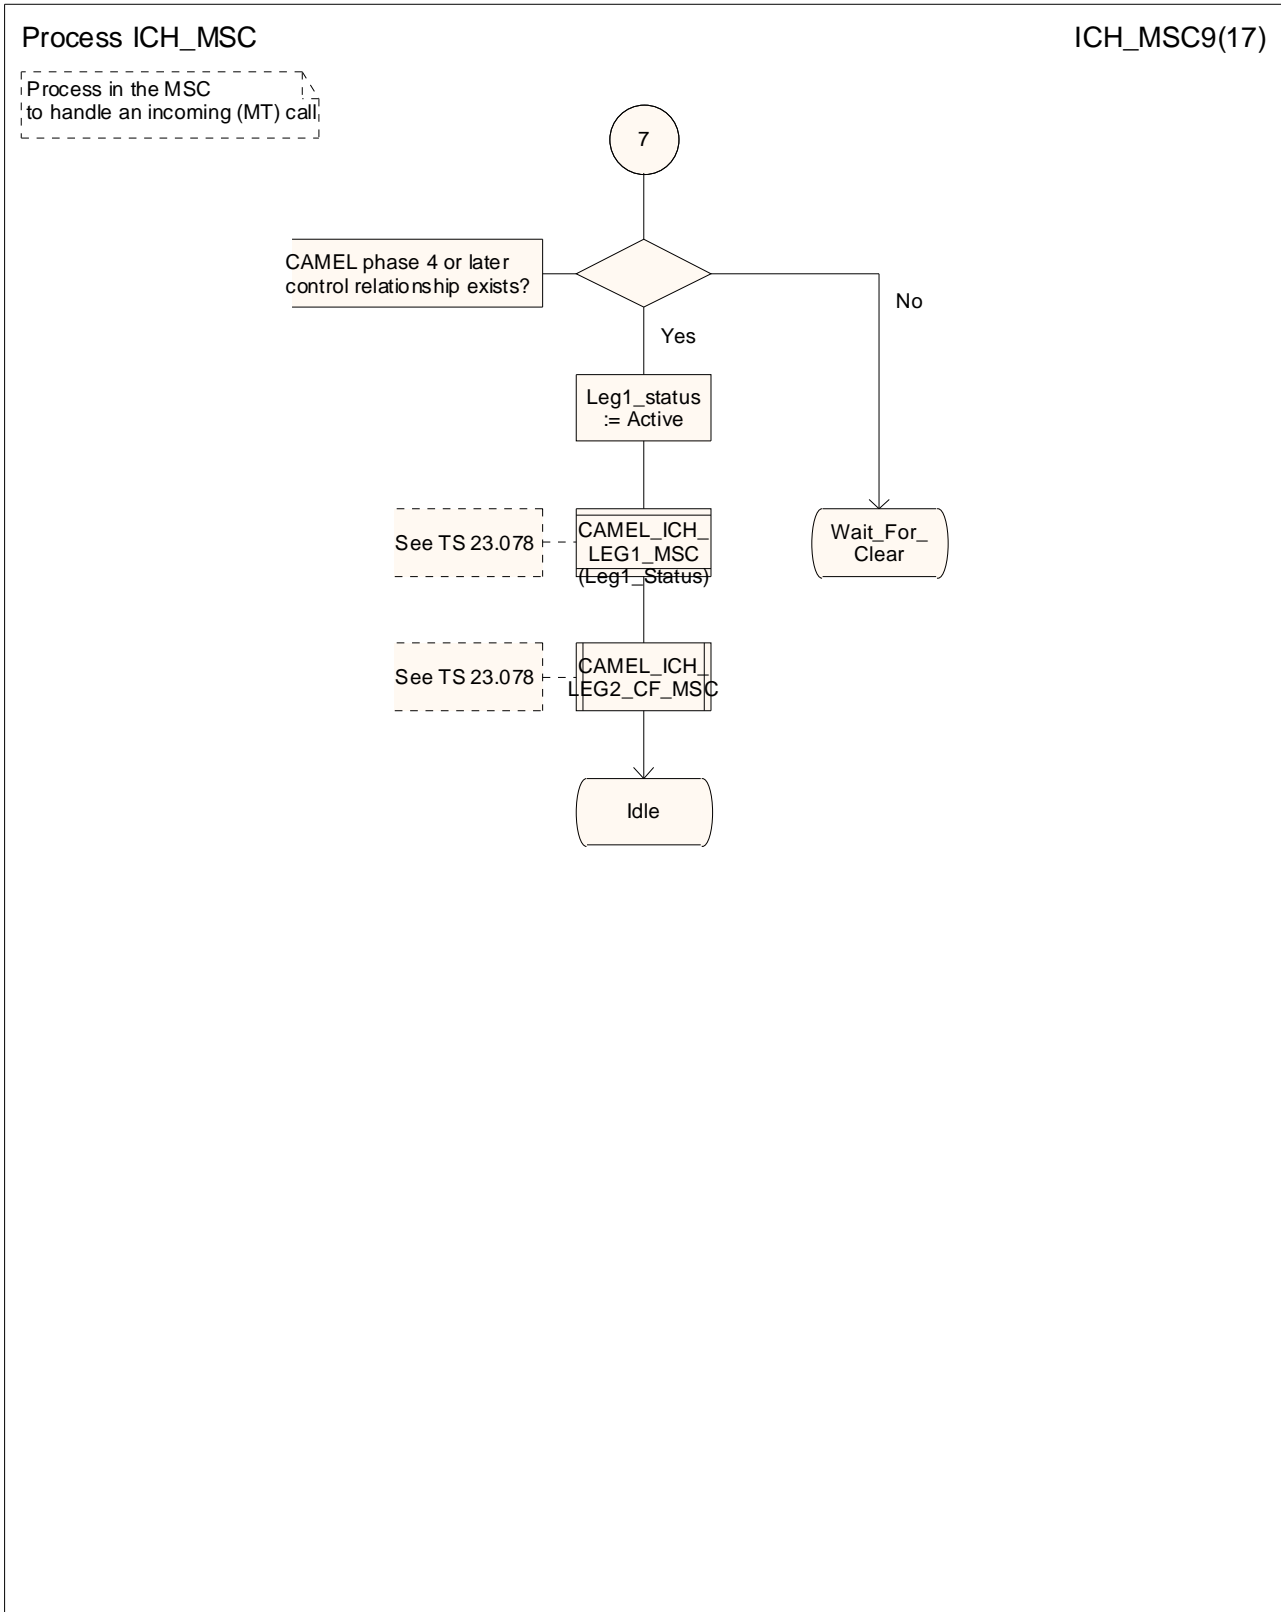 Process ICH_MSC
ICH_MSC9(17)
Process in the MSC
to handle an incoming (MT) call
7
CAMEL phase 4 or later
control relationship exists?
No
Yes
Leg1_status
:= Active
See TS 23.078
CAMEL_ICH_
LEG1_MSC
(Leg1_Status)
Wait_For_
Clear
See TS 23.078
CAMEL_ICH_
LEG2_CF_MSC
Idle